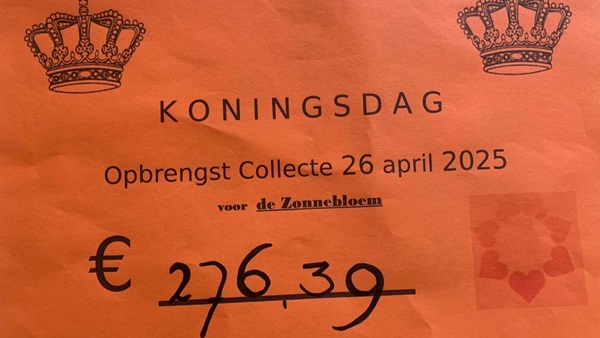 KONINGSDAG
Opbrengst Collecte 26 april 2025
voor de Zonnebloem
€ 276,39